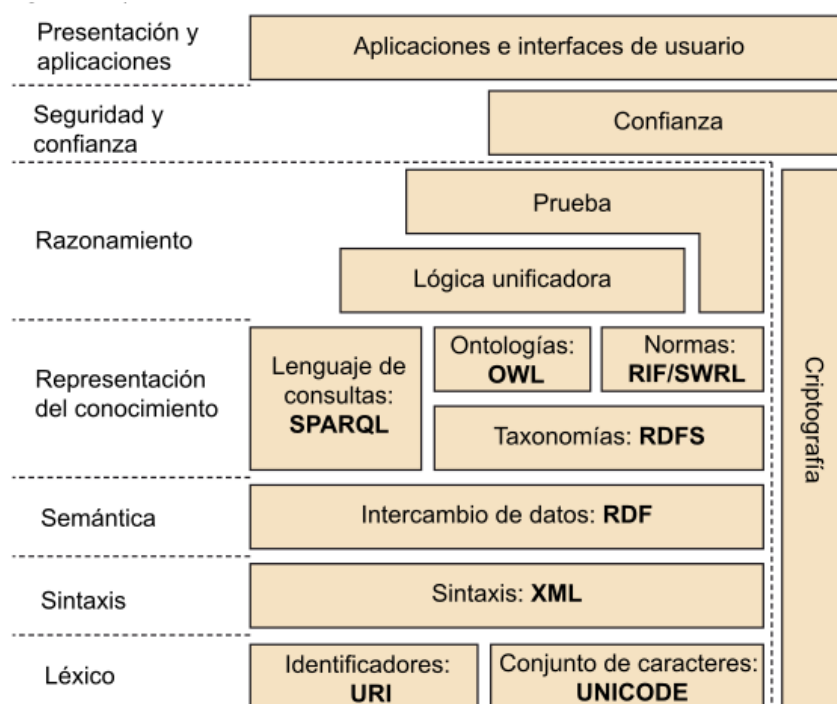 Presentación y
aplicaciones
Aplicaciones e interfaces de usuario
Seguridad y
confianza
Confianza
Razonamiento
Prueba
Lógica unificadora
Representación
del conocimiento
Lenguaje de
consultas:
SPARQL
Ontologías:
OWL
Normas:
RIF/SWRL
Taxonomías: RDFS
Criptografía
Semántica
Intercambio de datos: RDF
Sintaxis
Sintaxis: XML
Léxico
Identificadores:
URI
Conjunto de caracteres:
UNICODE